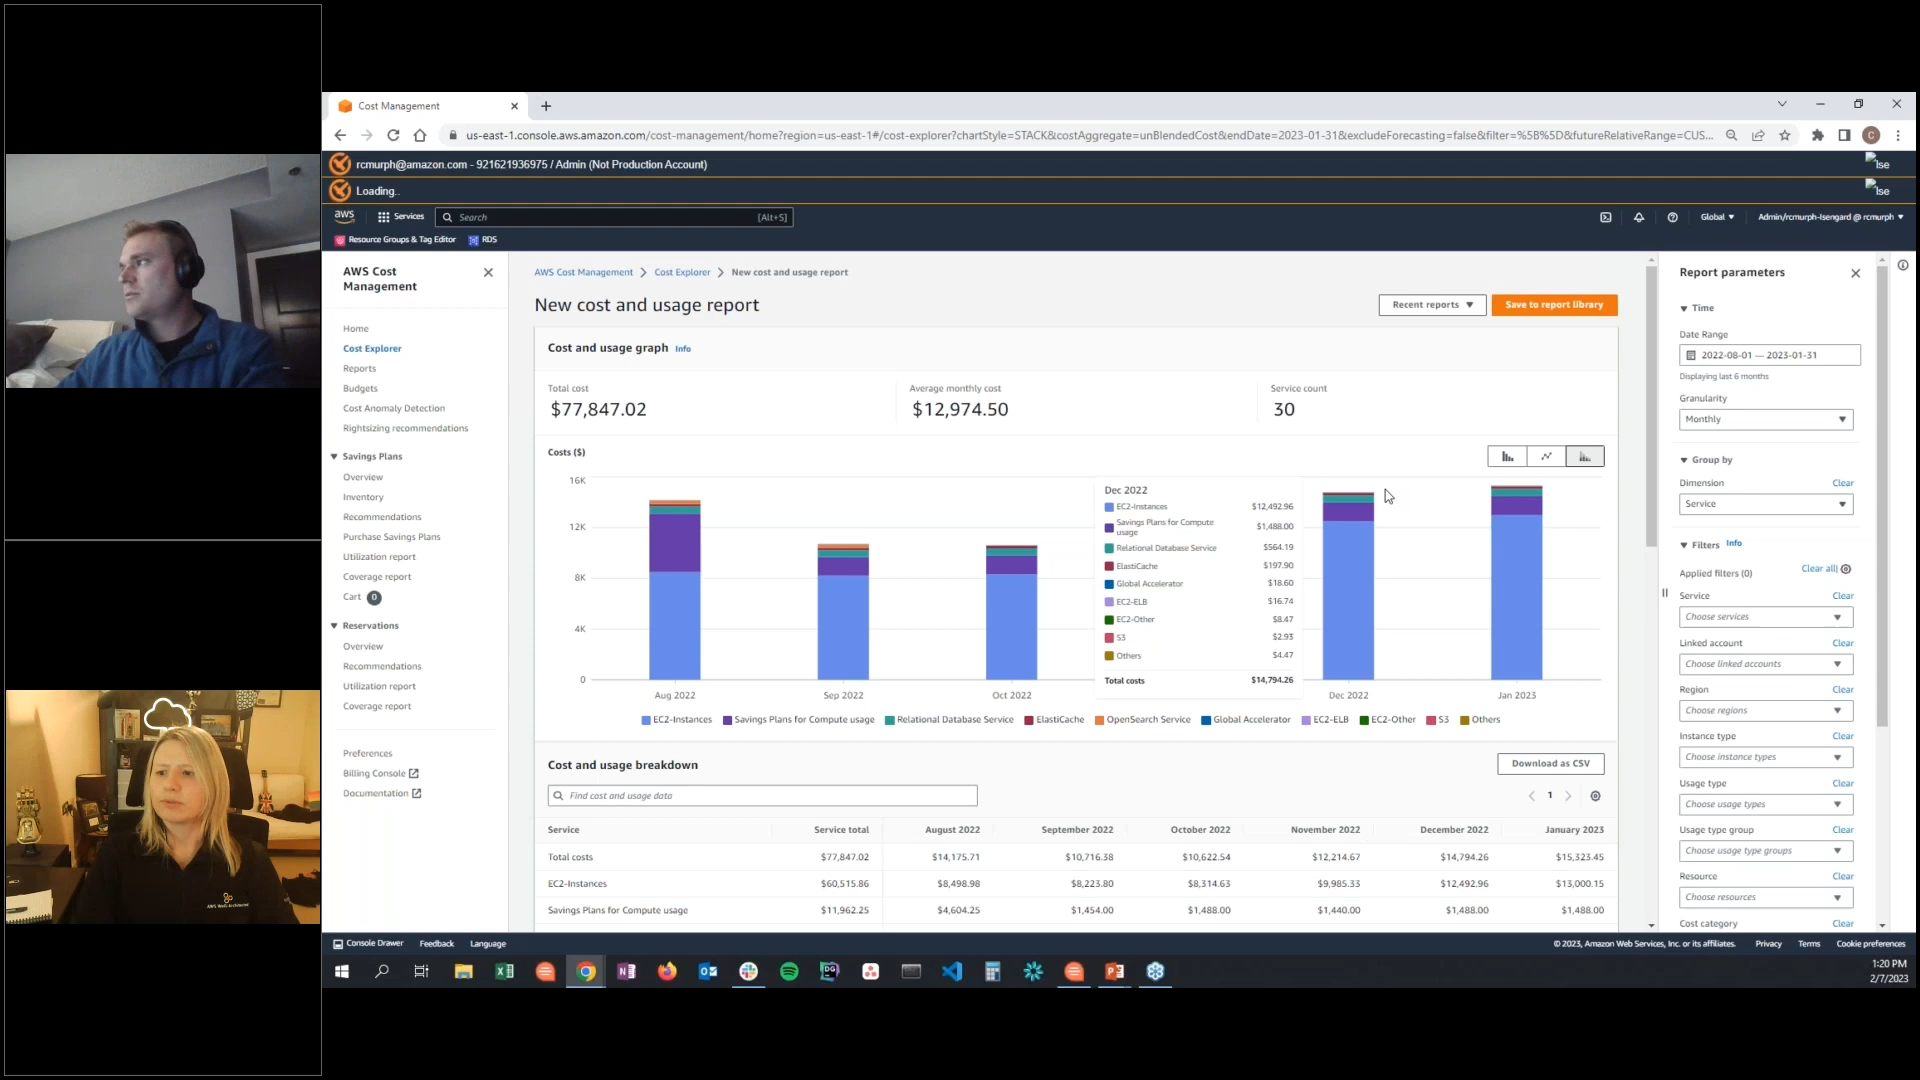 Cost Management
us-east-1.console.aws.amazon.com/cost-management/home?region=us-east-1#/cost-explorer?chartStyle=STACK&costAggregate=unBlendedCost&endDate=2023-01-31&excludeForecasting=false&filter=%5B%5D&futureRelativeRange=CUS...
C
rcmurph@amazon.com - 921621936975 / Admin (Not Production Account)
Ise
Loading..
Ise
aws Services Search [Alt+S] Global Admin/rcmurph-Isengard @ rcmurph
Resource Groups & Tag Editor RDS
AWS Cost Management
Home
Cost Explorer
Reports
Budgets
Cost Anomaly Detection
Rightsizing recommendations
Savings Plans
Overview
Inventory
Recommendations
Purchase Savings Plans
Utilization report
Coverage report
Cart 0
Reservations
Overview
Recommendations
Utilization report
Coverage report
Preferences
Billing Console
Documentation
AWS Cost Management > Cost Explorer > New cost and usage report
New cost and usage report
Recent reports Save to report library
Cost and usage graph Info
Total cost Average monthly cost Service count
$77,847.02 $12,974.50 30
Costs ($)
16K
12K
8K
4K
0
Aug 2022 Sep 2022 Oct 2022 Dec 2022 Jan 2023
Dec 2022
EC2-Instances $12,492.96
Savings Plans for Compute usage $1,488.00
Relational Database Service $564.19
ElastiCache $197.90
Global Accelerator $18.60
EC2-ELB $16.74
EC2-Other $8.47
S3 $2.93
Others $4.47
Total costs $14,794.26
EC2-Instances Savings Plans for Compute usage Relational Database Service ElastiCache OpenSearch Service Global Accelerator EC2-ELB EC2-Other S3 Others
Cost and usage breakdown Download as CSV
Find cost and usage data 1
Service Service total August 2022 September 2022 October 2022 November 2022 December 2022 January 2023
Total costs $77,847.02 $14,175.71 $10,716.38 $10,622.54 $12,214.67 $14,794.26 $15,323.45
EC2-Instances $60,515.86 $8,498.98 $8,223.80 $8,314.63 $9,985.33 $12,492.96 $13,000.15
Savings Plans for Compute usage $11,962.25 $4,604.25 $1,454.00 $1,488.00 $1,440.00 $1,488.00 $1,488.00
Report parameters
Time
Date Range
2022-08-01 — 2023-01-31
Displaying last 6 months
Granularity
Monthly
Group by
Dimension Clear
Service
Filters Info
Applied filters (0) Clear all
Service Clear
Choose services
Linked account Clear
Choose linked accounts
Region Clear
Choose regions
Instance type Clear
Choose instance types
Usage type Clear
Choose usage types
Usage type group Clear
Choose usage type groups
Resource Clear
Choose resources
Cost category Clear
Console Drawer Feedback Language © 2023, Amazon Web Services, Inc. or its affiliates. Privacy Terms Cookie preferences
1:20 PM
2/7/2023
AWS Well-Architected